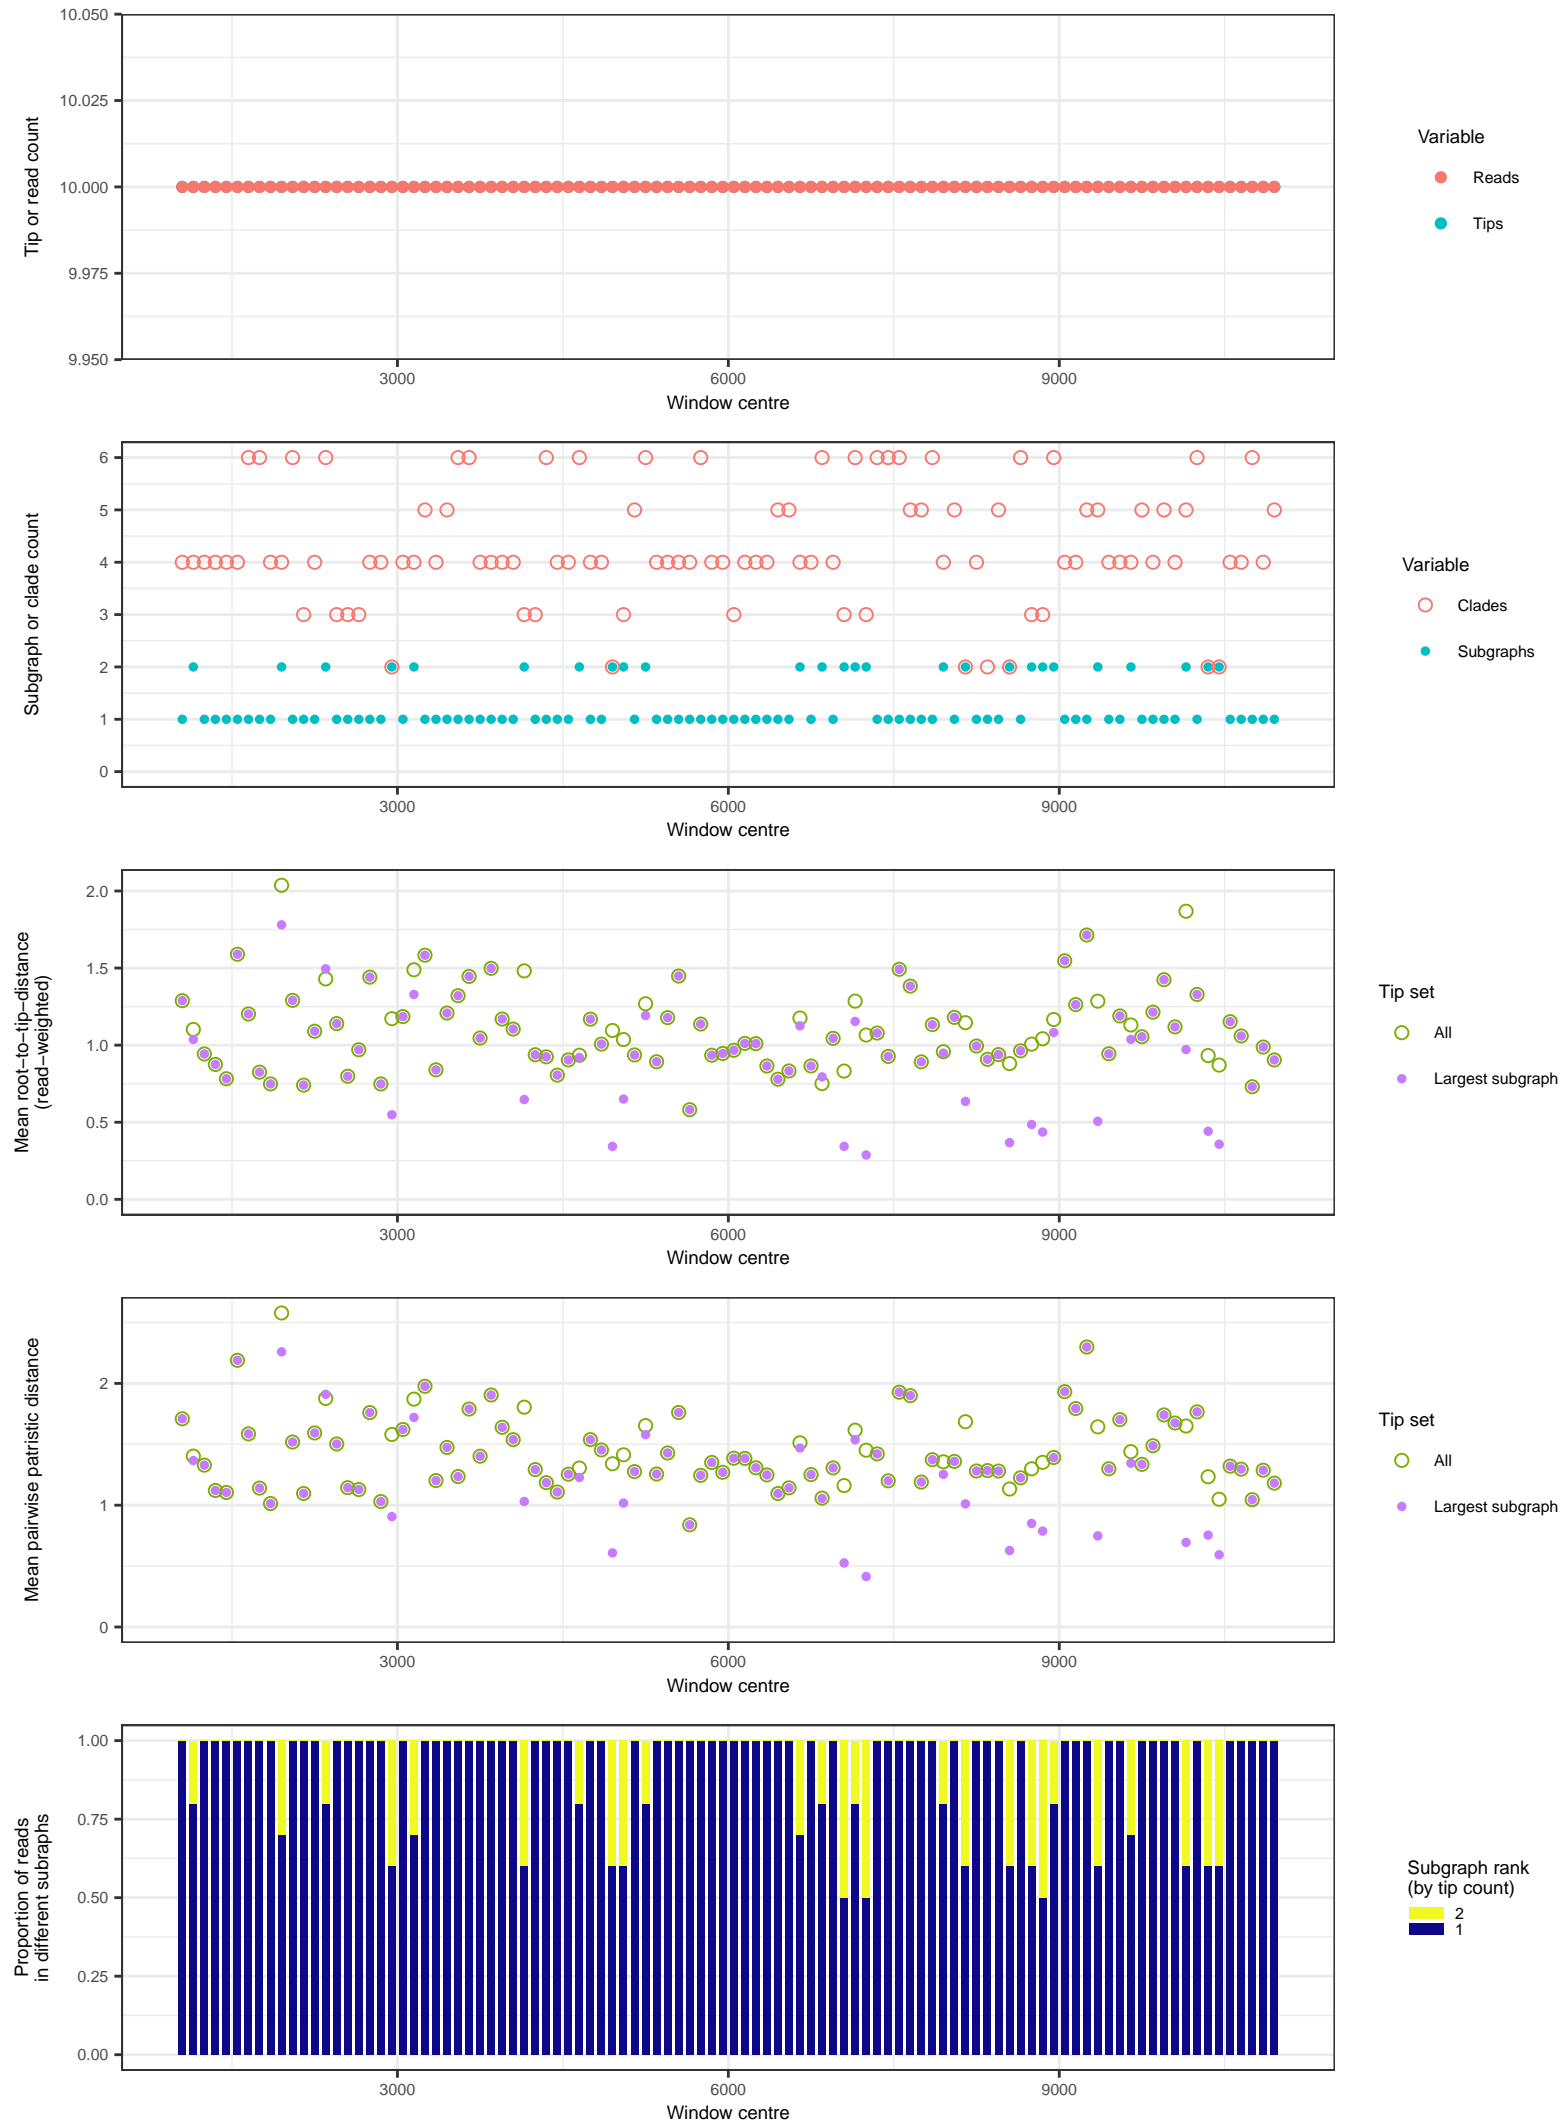 10.050
10.025
10.000
9.975
9.950
Tip or read count
3000 6000 9000
Window centre
Variable
Reads
Tips
6
5
4
3
2
1
0
Subgraph or clade count
3000 6000 9000
Window centre
Variable
Clades
Subgraphs
2.0
1.5
1.0
0.5
0.0
Mean root−to−tip−distance
(read−weighted)
3000 6000 9000
Window centre
Tip set
All
Largest subgraph
2
1
0
Mean pairwise patristic distance
3000 6000 9000
Window centre
Tip set
All
Largest subgraph
1.00
0.75
0.50
0.25
0.00
Proportion of reads
in different subraphs
3000 6000 9000
Window centre
Subgraph rank
(by tip count)
2
1